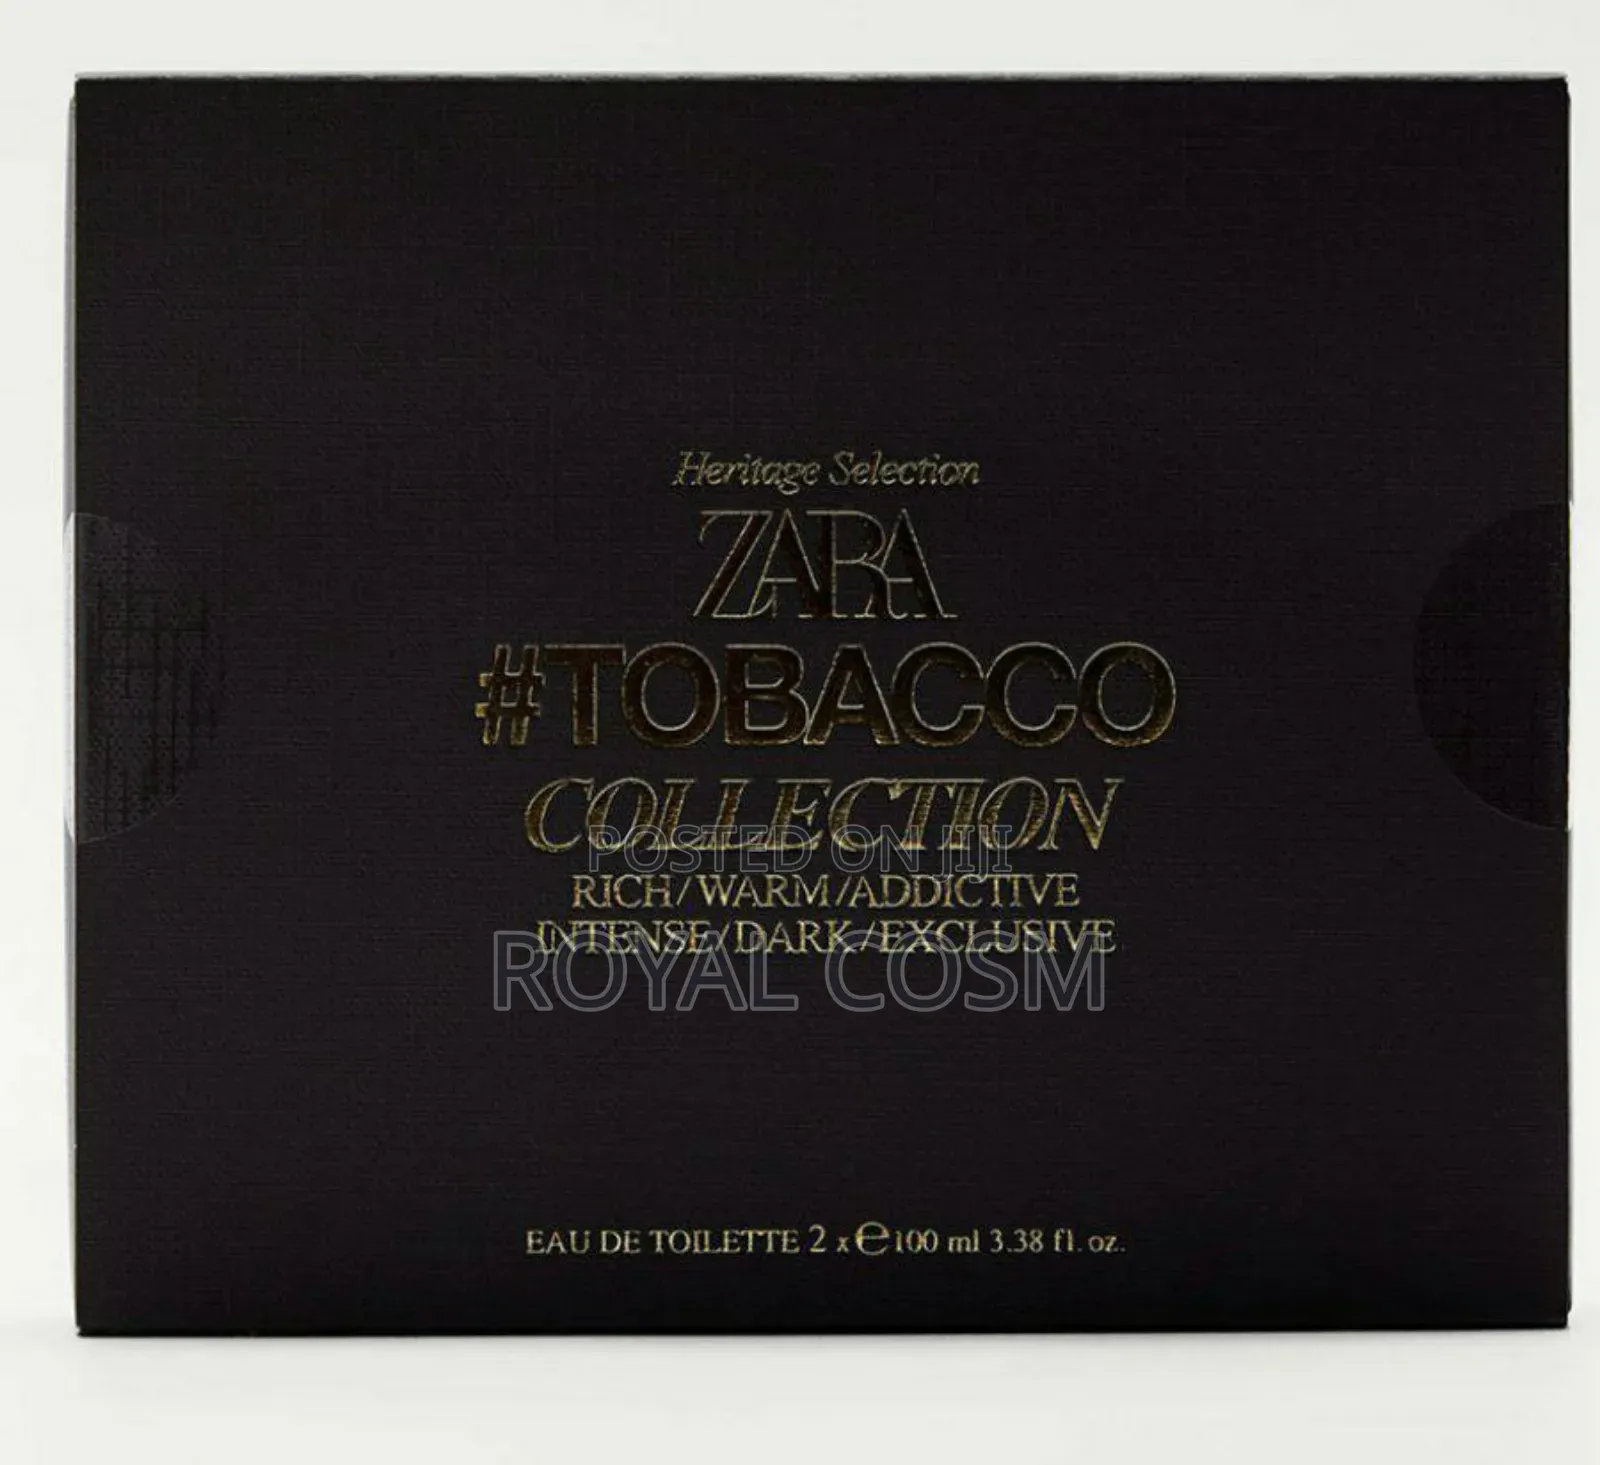 Heritage Selection
ZARA
#TOBACCO
COLLECTION
POSTED ON JIJI
RICH/WARM/ADDICTIVE
INTENSE/DARK/EXCLUSIVE
ROYAL COSM
EAU DE TOILETTE 2 x ℮100 ml 3.38 fl. oz.